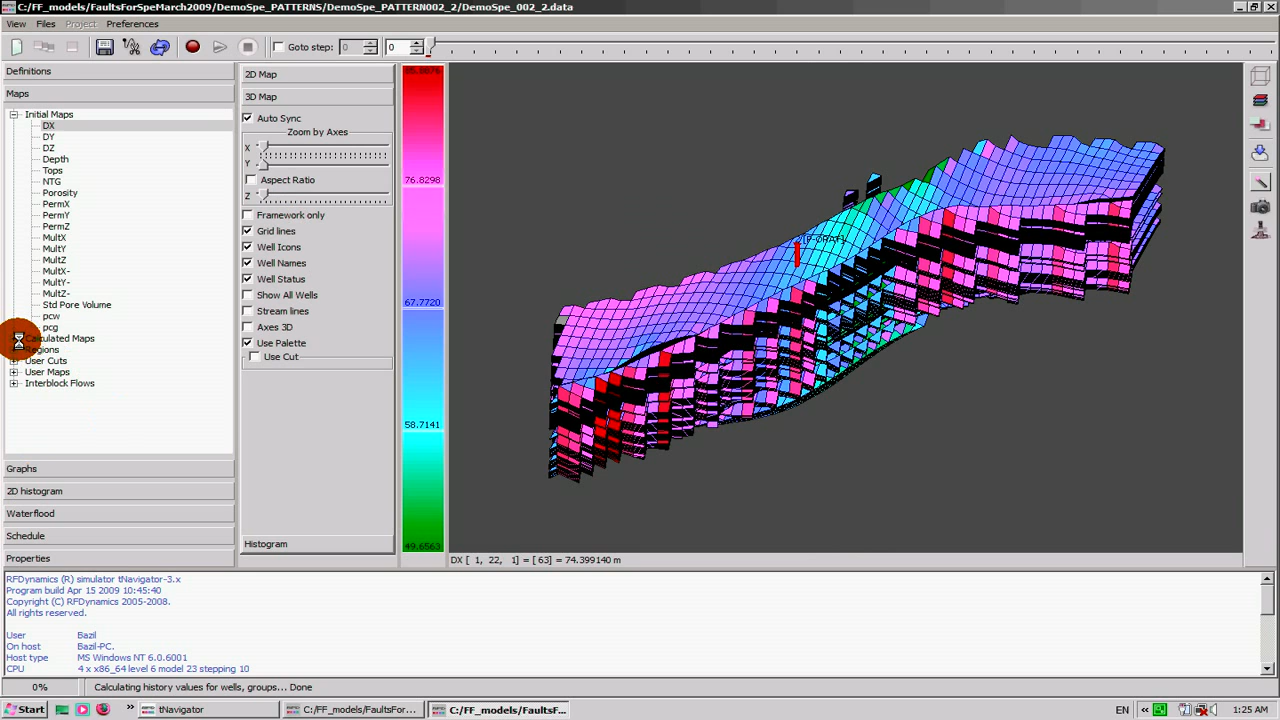 C:/FF_models/FaultsForSpeMarch2009/DemoSpe_PATTERNS/DemoSpe_PATTERN002_2/DemoSpe_002_2.data
View Files Project Preferences
Goto step: 0 0
Definitions
Maps
Initial Maps
DX
DY
DZ
Depth
Tops
NTG
Porosity
PermX
PermY
PermZ
MultX
MultY
MultZ
MultX-
MultY-
MultZ-
Std Pore Volume
pcw
pcg
Calculated Maps
Regions
User Cuts
User Maps
Interblock Flows
Graphs
2D histogram
Waterflood
Schedule
Properties
2D Map
3D Map
Auto Sync
Zoom by Axes
X
Y
Aspect Ratio
Z
Framework only
Grid lines
Well Icons
Well Names
Well Status
Show All Wells
Stream lines
Axes 3D
Use Palette
Use Cut
Histogram
76.8298
67.7720
58.7141
49.6563
DX [ 1, 22, 1] = [ 63] = 74.399140 m
RFDynamics (R) simulator tNavigator-3.x
Program build Apr 15 2009 10:45:40
Copyright (C) RFDynamics 2005-2008.
All rights reserved.
User Bazil
On host Bazil-PC.
Host type MS Windows NT 6.0.6001
CPU 4 x x86_64 level 6 model 23 stepping 10
0% Calculating history values for wells, groups... Done
Start tNavigator C:/FF_models/FaultsFor... C:/FF_models/FaultsF... EN 1:25 AM